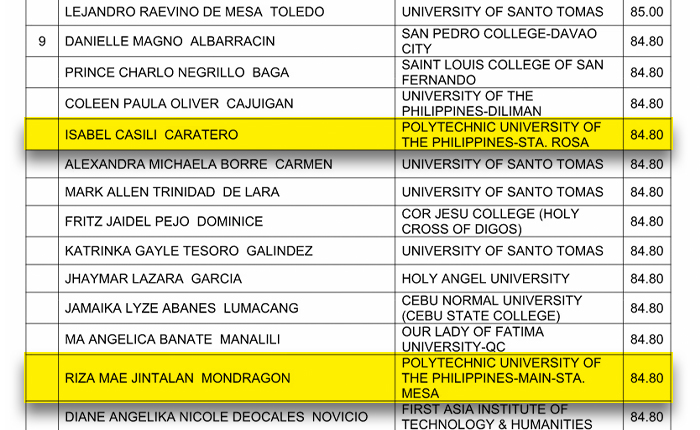 LEJANDRO RAEVINO DE MESA  TOLEDO UNIVERSITY OF SANTO TOMAS 85.00
9 DANIELLE MAGNO  ALBARRACIN SAN PEDRO COLLEGE-DAVAO
CITY 84.80
PRINCE CHARLO NEGRILLO  BAGA SAINT LOUIS COLLEGE OF SAN
FERNANDO 84.80
COLEEN PAULA OLIVER  CAJUIGAN UNIVERSITY OF THE
PHILIPPINES-DILIMAN 84.80
ISABEL CASILI  CARATERO POLYTECHNIC UNIVERSITY OF
THE PHILIPPINES-STA. ROSA 84.80
ALEXANDRA MICHAELA BORRE  CARMEN UNIVERSITY OF SANTO TOMAS 84.80
MARK ALLEN TRINIDAD  DE LARA UNIVERSITY OF SANTO TOMAS 84.80
FRITZ JAIDEL PEJO  DOMINICE COR JESU COLLEGE (HOLY
CROSS OF DIGOS) 84.80
KATRINKA GAYLE TESORO  GALINDEZ UNIVERSITY OF SANTO TOMAS 84.80
JHAYMAR LAZARA  GARCIA HOLY ANGEL UNIVERSITY 84.80
JAMAIKA LYZE ABANES  LUMACANG CEBU NORMAL UNIVERSITY
(CEBU STATE COLLEGE) 84.80
MA ANGELICA BANATE  MANALILI OUR LADY OF FATIMA
UNIVERSITY-QC 84.80
RIZA MAE JINTALAN  MONDRAGON POLYTECHNIC UNIVERSITY OF
THE PHILIPPINES-MAIN-STA.
MESA 84.80
DIANE ANGELIKA NICOLE DEOCALES  NOVICIO FIRST ASIA INSTITUTE OF
TECHNOLOGY & HUMANITIES 84.80